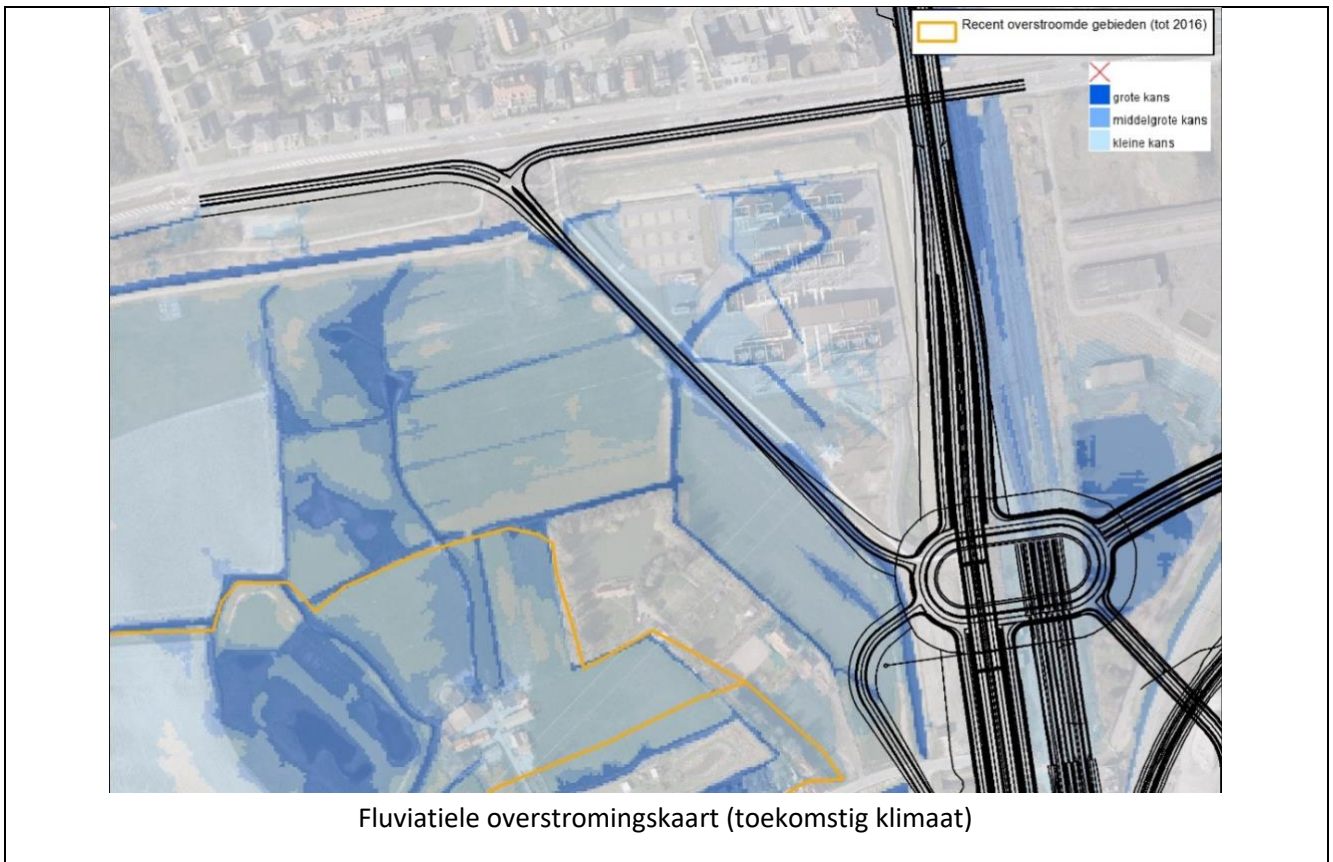 Recent overstroomde gebieden (tot 2016)
grote kans
middelgrote kans
kleine kans
Fluviatiele overstromingskaart (toekomstig klimaat)